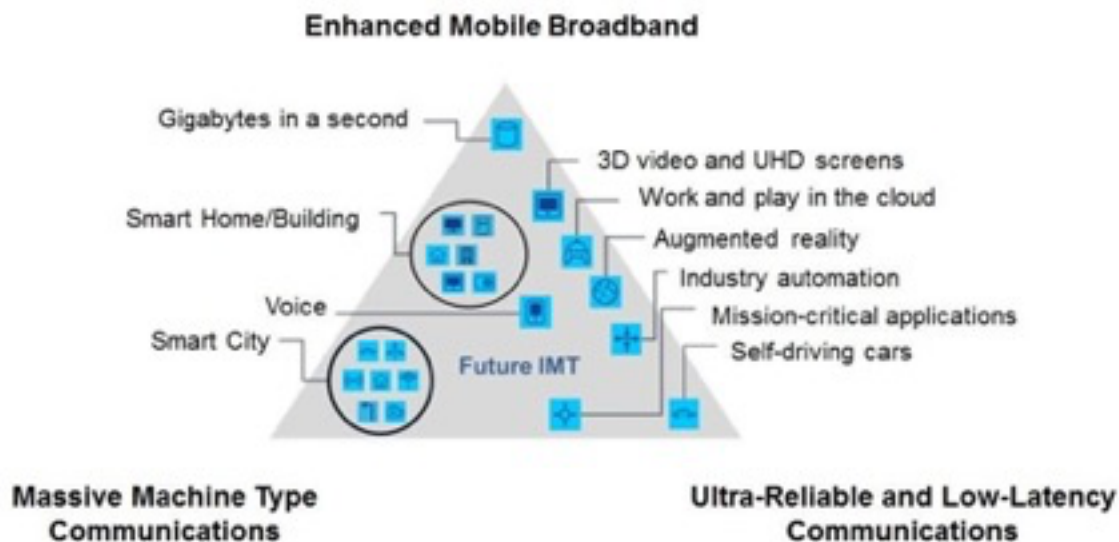 Enhanced Mobile Broadband
Gigabytes in a second
3D video and UHD screens
Work and play in the cloud
Smart Home/Building
Augmented reality
Industry automation
Voice
Mission-critical applications
Smart City
Self-driving cars
Future IMT
Massive Machine Type
Communications
Ultra-Reliable and Low-Latency
Communications